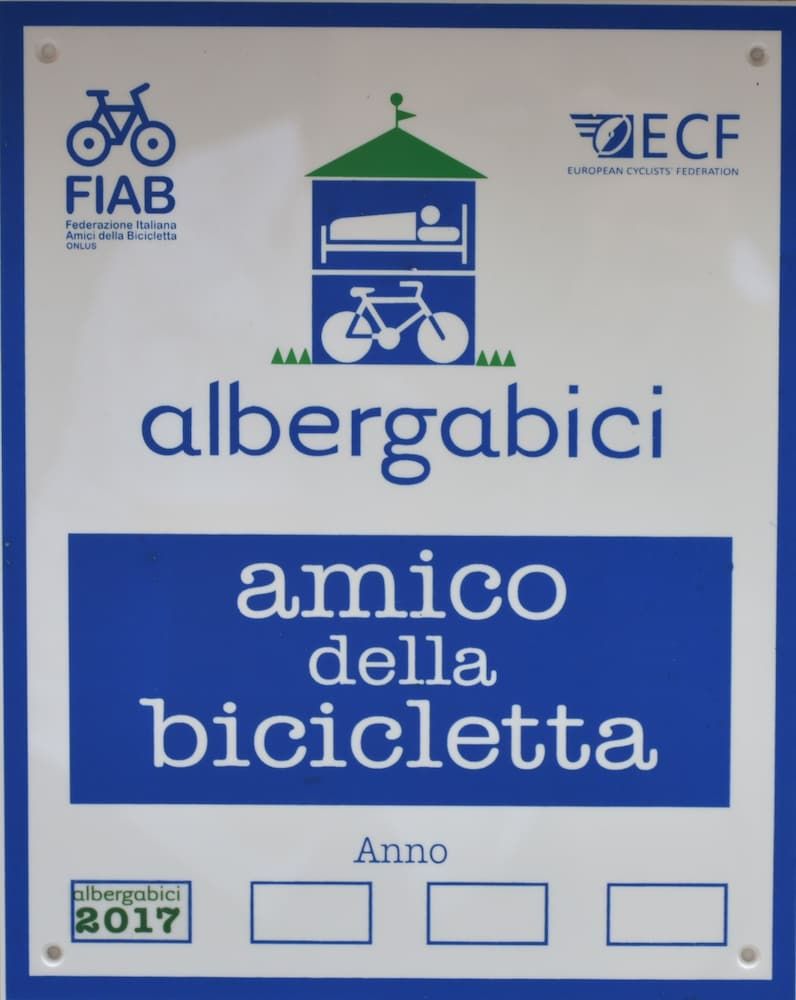 FIAB
Federazione Italiana
Amici della Bicicletta
ONLUS
ECF
EUROPEAN CYCLISTS' FEDERATION
albergabici
amico
della
bicicletta
Anno
albergabici
2017